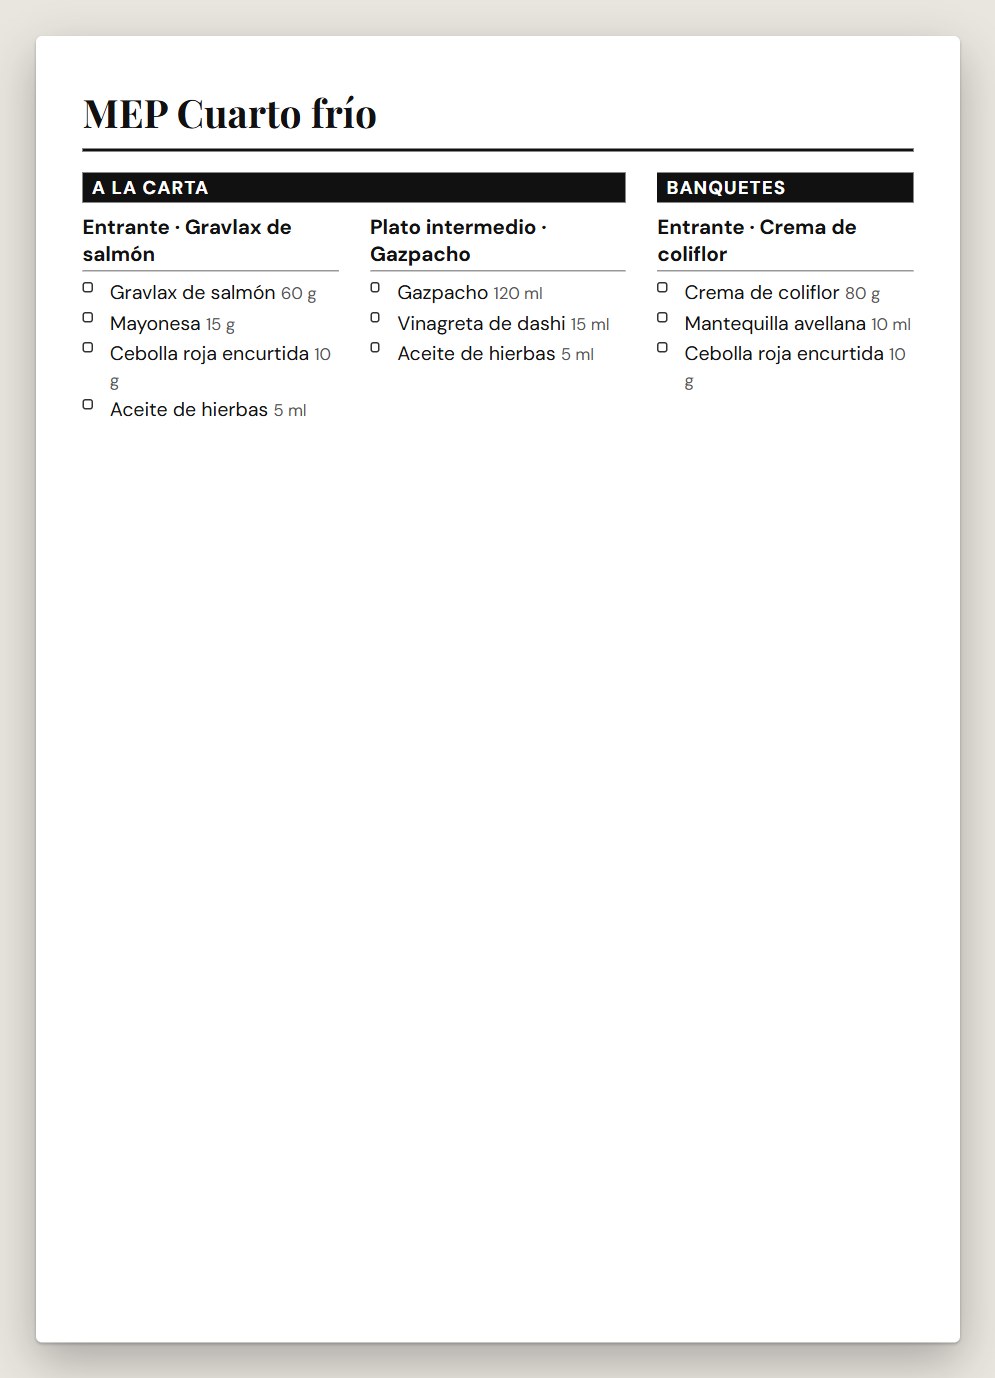 MEP Cuarto frío
A LA CARTA
Entrante · Gravlax de
salmón
Gravlax de salmón 60 g
Mayonesa 15 g
Cebolla roja encurtida 10
g
Aceite de hierbas 5 ml
Plato intermedio ·
Gazpacho
Gazpacho 120 ml
Vinagreta de dashi 15 ml
Aceite de hierbas 5 ml
BANQUETES
Entrante · Crema de
coliflor
Crema de coliflor 80 g
Mantequilla avellana 10 ml
Cebolla roja encurtida 10
g